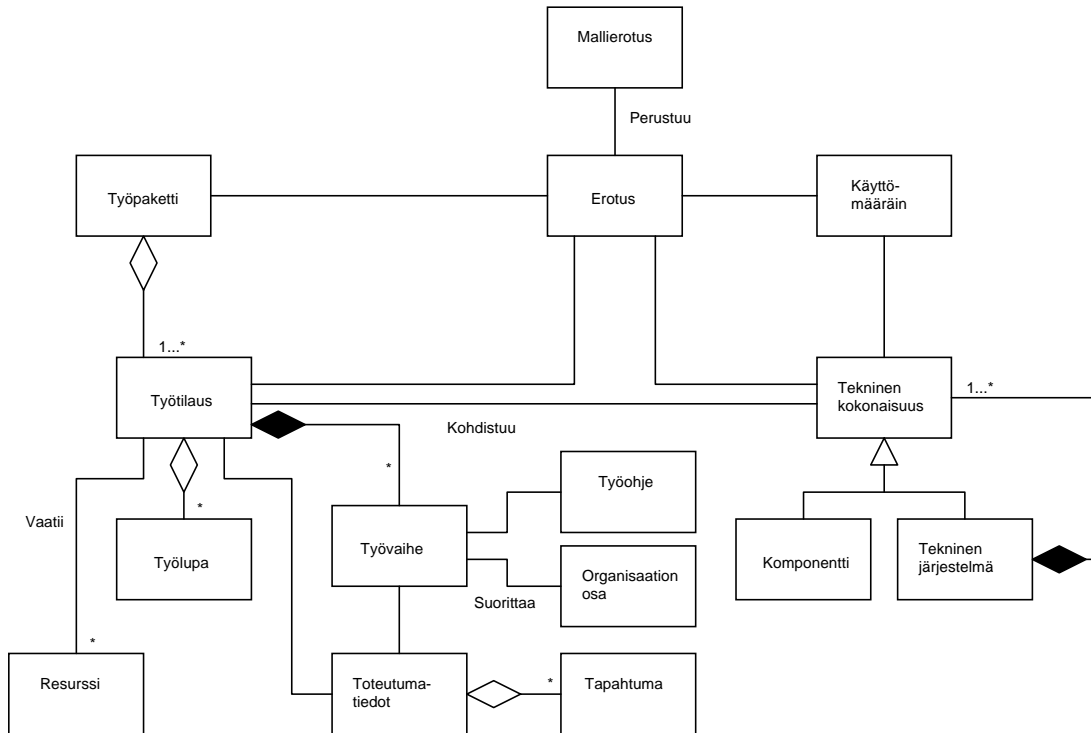 Mallierotus
Perustuu
Työpaketti
Erotus
Käyttö-
määräin
1...*
Työtilaus
Tekninen
kokonaisuus
1...*
Kohdistuu
*
Työohje
Vaatii
*
Työlupa
Työvaihe
Organisaation
osa
Suorittaa
Komponentti
Tekninen
järjestelmä
*
Resurssi
Toteutuma-
tiedot
*
Tapahtuma